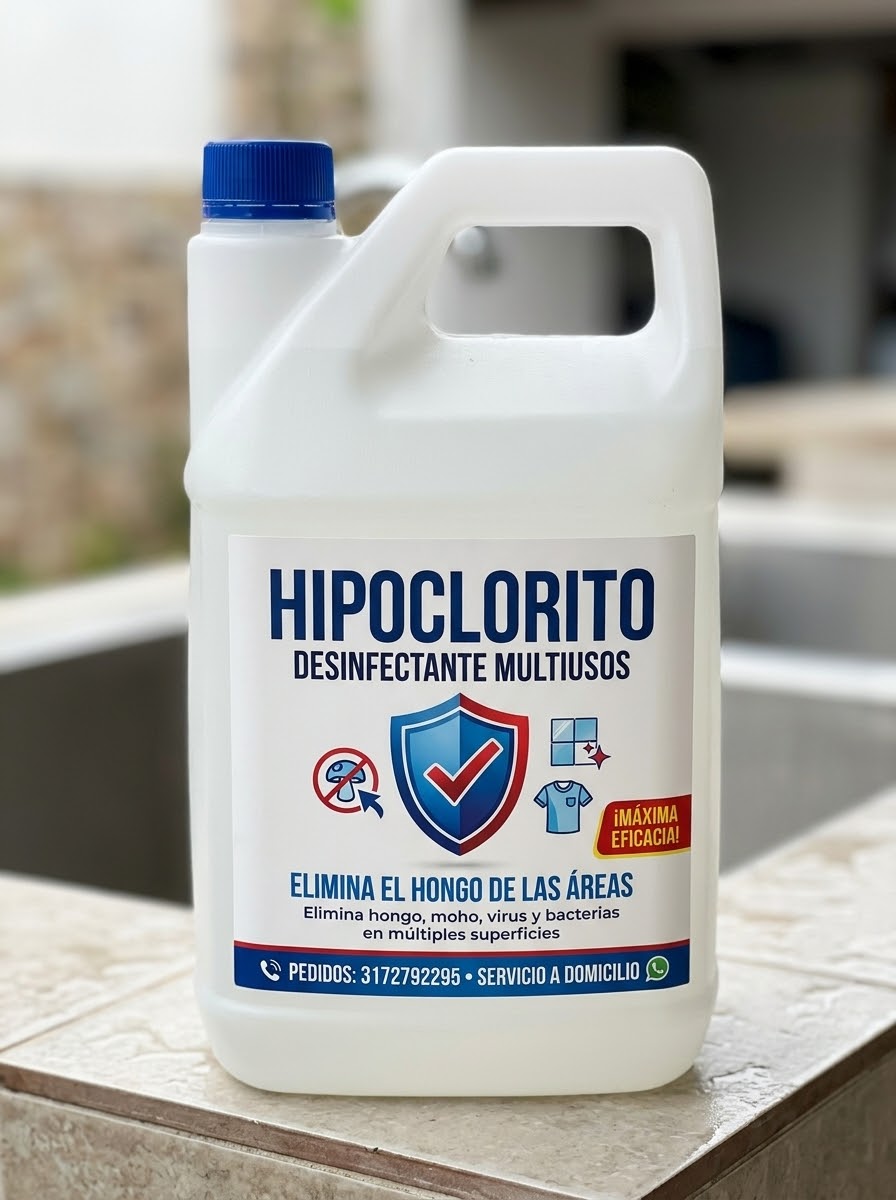 HIPOCLORITO
DESINFECTANTE MULTIUSOS
¡MÁXIMA
EFICACIA!
ELIMINA EL HONGO DE LAS ÁREAS
Elimina hongo, moho, virus y bacterias
en múltiples superficies
PEDIDOS: 3172792295 • SERVICIO A DOMICILIO